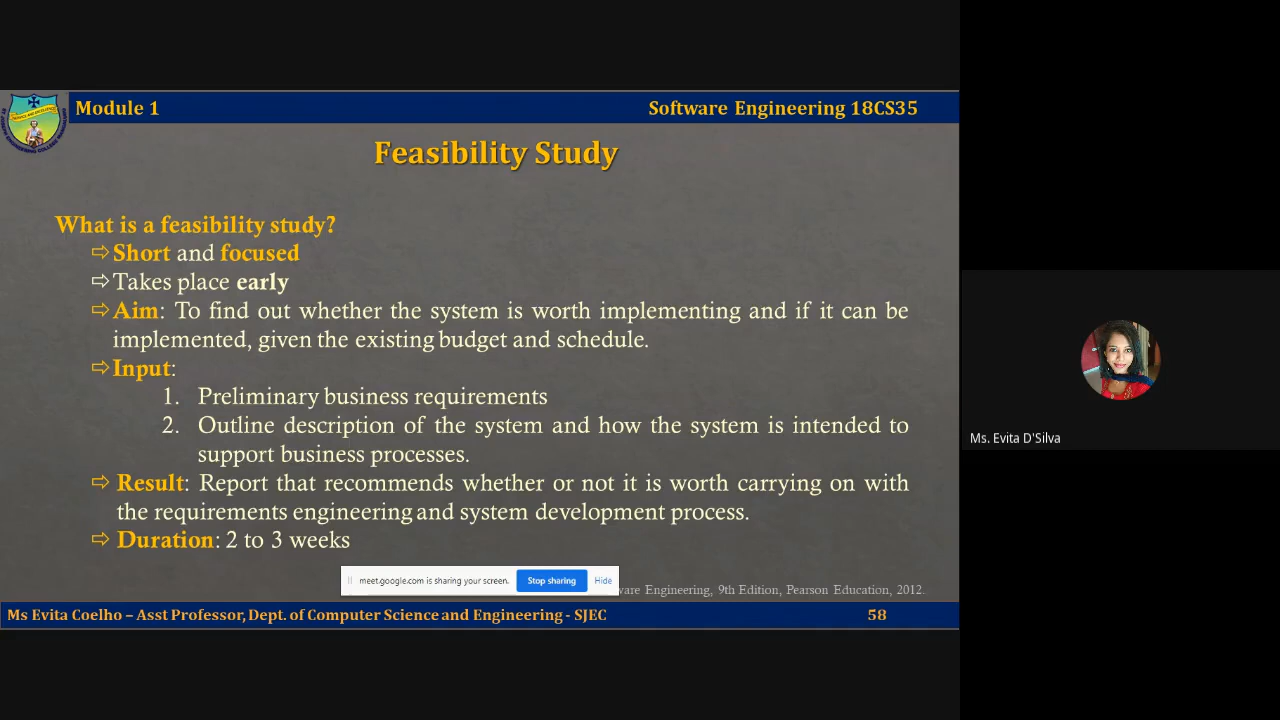 Module 1
Software Engineering 18CS35
Feasibility Study
What is a feasibility study?
⇨Short and focused
⇨Takes place early
⇨Aim: To find out whether the system is worth implementing and if it can be
implemented, given the existing budget and schedule.
⇨Input:
1. Preliminary business requirements
2. Outline description of the system and how the system is intended to
support business processes.
⇨ Result: Report that recommends whether or not it is worth carrying on with
the requirements engineering and system development process.
⇨ Duration: 2 to 3 weeks
meet.google.com is sharing your screen. Stop sharing Hide
Engineering, 9th Edition, Pearson Education, 2012.
Ms Evita Coelho – Asst Professor, Dept. of Computer Science and Engineering - SJEC
58
Ms. Evita D'Silva